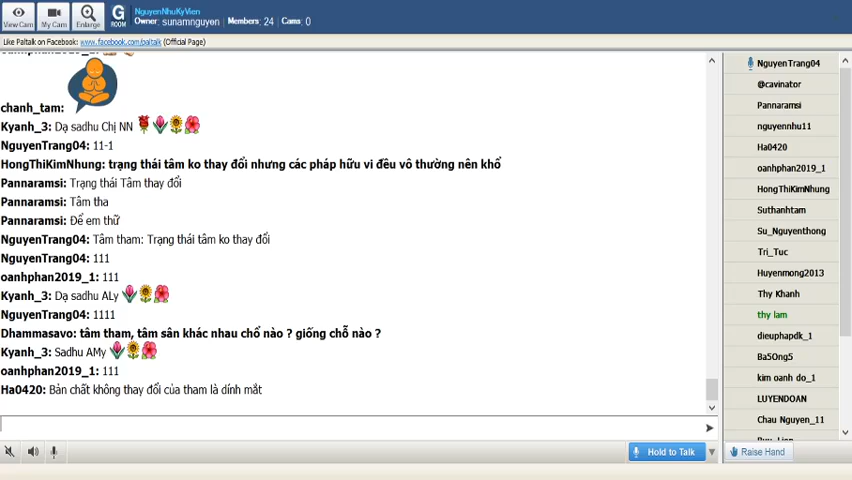 NguyenNhuKyVien
Owner: sunamnguyen Members: 24 Cams: 0
View Cam My Cam Enlarge G ROOM
Like Paltalk on Facebook: www.facebook.com/paltalk (Official Page)
chanh_tam:
Kyanh_3: Dạ sadhu Chị NN
NguyenTrang04: 11-1
HongThiKimNhung: trạng thái tâm ko thay đổi nhưng các pháp hữu vi đều vô thường nên khổ
Pannaramsi: Trạng thái Tâm thay đổi
Pannaramsi: Tâm tha
Pannaramsi: Để em thữ
NguyenTrang04: Tâm tham: Trạng thái tâm ko thay đổi
NguyenTrang04: 111
oanhphan2019_1: 111
Kyanh_3: Dạ sadhu ALy
NguyenTrang04: 1111
Dhammasavo: tâm tham, tâm sân khác nhau chổ nào ? giống chỗ nào ?
Kyanh_3: Sadhu AMy
oanhphan2019_1: 111
Ha0420: Bản chất không thay đổi của tham là dính mắt
Hold to Talk
NguyenTrang04
@cavinator
Pannaramsi
nguyennhu11
Ha0420
oanhphan2019_1
HongThiKimNhung
Suthanhtam
Su_Nguyenthong
Tri_Tuc
Huyenmong2013
Thy Khanh
thy lam
dieuphapdk_1
Ba5Ong5
kim oanh do_1
LUYENDOAN
Chau Nguyen_11
Raise Hand